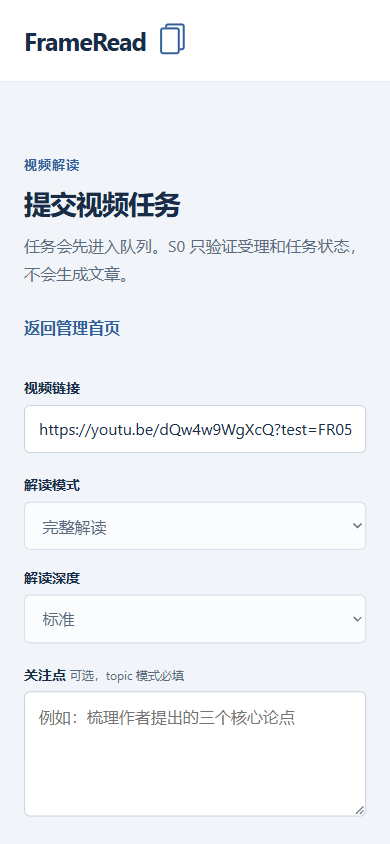 FrameRead
视频解读
提交视频任务
任务会先进入队列。S0 只验证受理和任务状态，
不会生成文章。
返回管理首页
视频链接
https://youtu.be/dQw4w9WgXcQ?test=FR05
解读模式
完整解读
解读深度
标准
关注点 可选，topic 模式必填
例如：梳理作者提出的三个核心论点